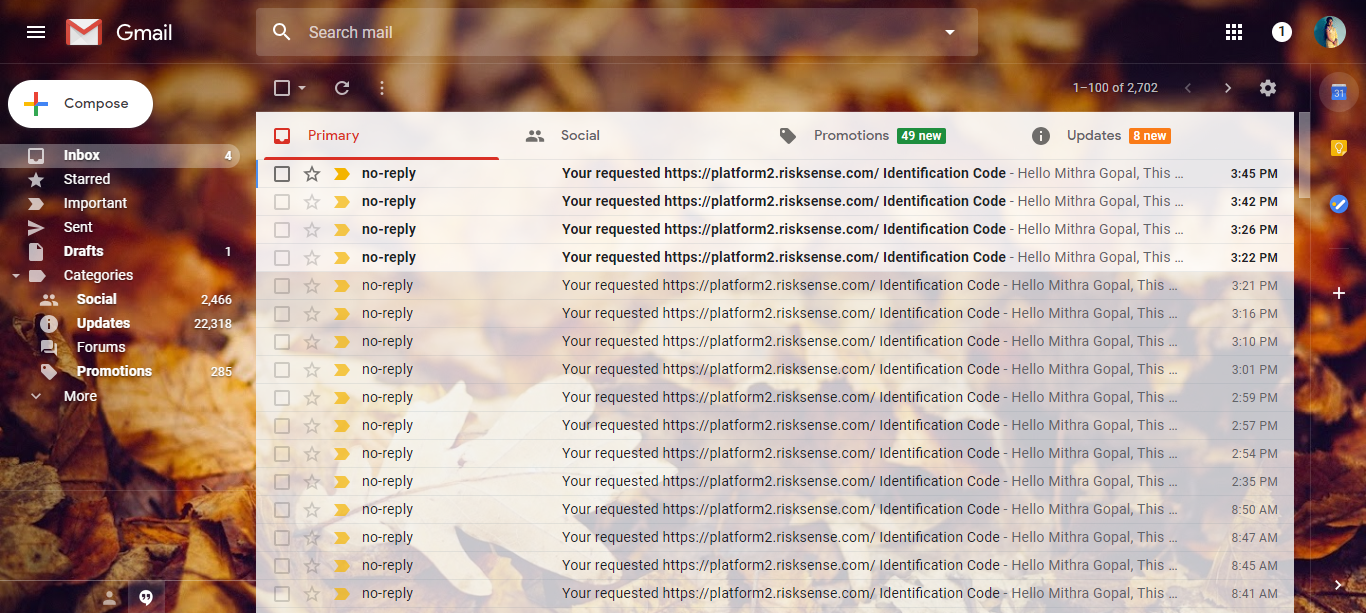 Gmail
Search mail
1
Compose
1–100 of 2,702
31
Primary
Social
Promotions 49 new
Updates 8 new
Inbox 4
Starred
Important
Sent
Drafts 1
Categories
Social 2,466
Updates 22,318
Forums
Promotions 285
More
no-reply Your requested https://platform2.risksense.com/ Identification Code - Hello Mithra Gopal, This ... 3:45 PM
no-reply Your requested https://platform2.risksense.com/ Identification Code - Hello Mithra Gopal, This ... 3:42 PM
no-reply Your requested https://platform2.risksense.com/ Identification Code - Hello Mithra Gopal, This ... 3:26 PM
no-reply Your requested https://platform2.risksense.com/ Identification Code - Hello Mithra Gopal, This ... 3:22 PM
no-reply Your requested https://platform2.risksense.com/ Identification Code - Hello Mithra Gopal, This ... 3:21 PM
no-reply Your requested https://platform2.risksense.com/ Identification Code - Hello Mithra Gopal, This ... 3:16 PM
no-reply Your requested https://platform2.risksense.com/ Identification Code - Hello Mithra Gopal, This ... 3:10 PM
no-reply Your requested https://platform2.risksense.com/ Identification Code - Hello Mithra Gopal, This ... 3:01 PM
no-reply Your requested https://platform2.risksense.com/ Identification Code - Hello Mithra Gopal, This ... 2:59 PM
no-reply Your requested https://platform2.risksense.com/ Identification Code - Hello Mithra Gopal, This ... 2:57 PM
no-reply Your requested https://platform2.risksense.com/ Identification Code - Hello Mithra Gopal, This ... 2:54 PM
no-reply Your requested https://platform2.risksense.com/ Identification Code - Hello Mithra Gopal, This ... 2:35 PM
no-reply Your requested https://platform2.risksense.com/ Identification Code - Hello Mithra Gopal, This ... 8:50 AM
no-reply Your requested https://platform2.risksense.com/ Identification Code - Hello Mithra Gopal, This ... 8:47 AM
no-reply Your requested https://platform2.risksense.com/ Identification Code - Hello Mithra Gopal, This ... 8:45 AM
no-reply Your requested https://platform2.risksense.com/ Identification Code - Hello Mithra Gopal, This ... 8:41 AM